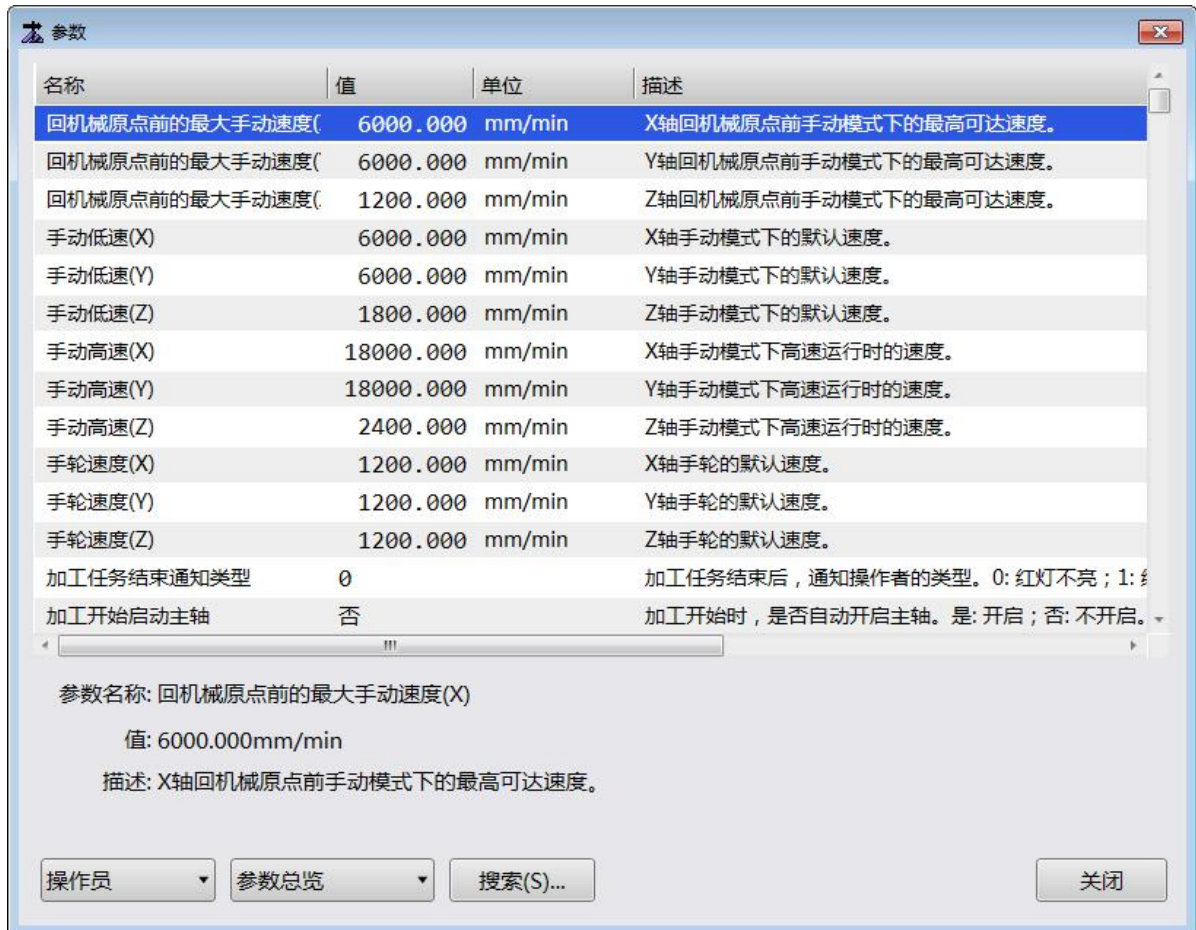 参数
名称 值 单位 描述
回机械原点前的最大手动速度( 6000.000 mm/min X轴回机械原点前手动模式下的最高可达速度。
回机械原点前的最大手动速度( 6000.000 mm/min Y轴回机械原点前手动模式下的最高可达速度。
回机械原点前的最大手动速度( 1200.000 mm/min Z轴回机械原点前手动模式下的最高可达速度。
手动低速(X) 6000.000 mm/min X轴手动模式下的默认速度。
手动低速(Y) 6000.000 mm/min Y轴手动模式下的默认速度。
手动低速(Z) 1800.000 mm/min Z轴手动模式下的默认速度。
手动高速(X) 18000.000 mm/min X轴手动模式下高速运行时的速度。
手动高速(Y) 18000.000 mm/min Y轴手动模式下高速运行时的速度。
手动高速(Z) 2400.000 mm/min Z轴手动模式下高速运行时的速度。
手轮速度(X) 1200.000 mm/min X轴手轮的默认速度。
手轮速度(Y) 1200.000 mm/min Y轴手轮的默认速度。
手轮速度(Z) 1200.000 mm/min Z轴手轮的默认速度。
加工任务结束通知类型 0 加工任务结束后，通知操作者的类型。0: 红灯不亮；1:
加工开始启动主轴 否 加工开始时，是否自动开启主轴。是: 开启；否: 不开启。
参数名称: 回机械原点前的最大手动速度(X)
值: 6000.000mm/min
描述: X轴回机械原点前手动模式下的最高可达速度。
操作员 参数总览 搜索(S)... 关闭